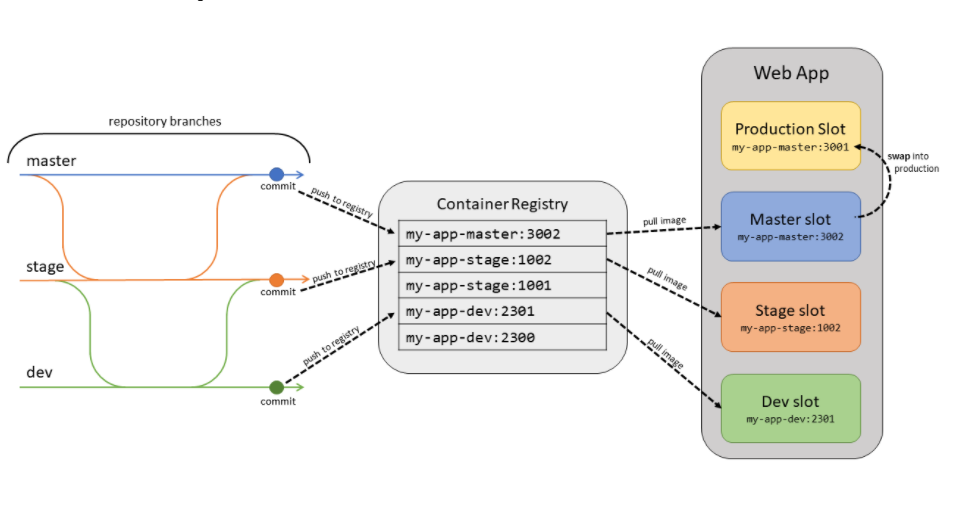 repository branches
master
commit
push to registry
stage
commit
push to registry
dev
commit
push to registry
Container Registry
my-app-master:3002
my-app-stage:1002
my-app-stage:1001
my-app-dev:2301
my-app-dev:2300
pull image
pull image
pull image
Web App
Production Slot
my-app-master:3001
swap into
production
Master slot
my-app-master:3002
Stage slot
my-app-stage:1002
Dev slot
my-app-dev:2301